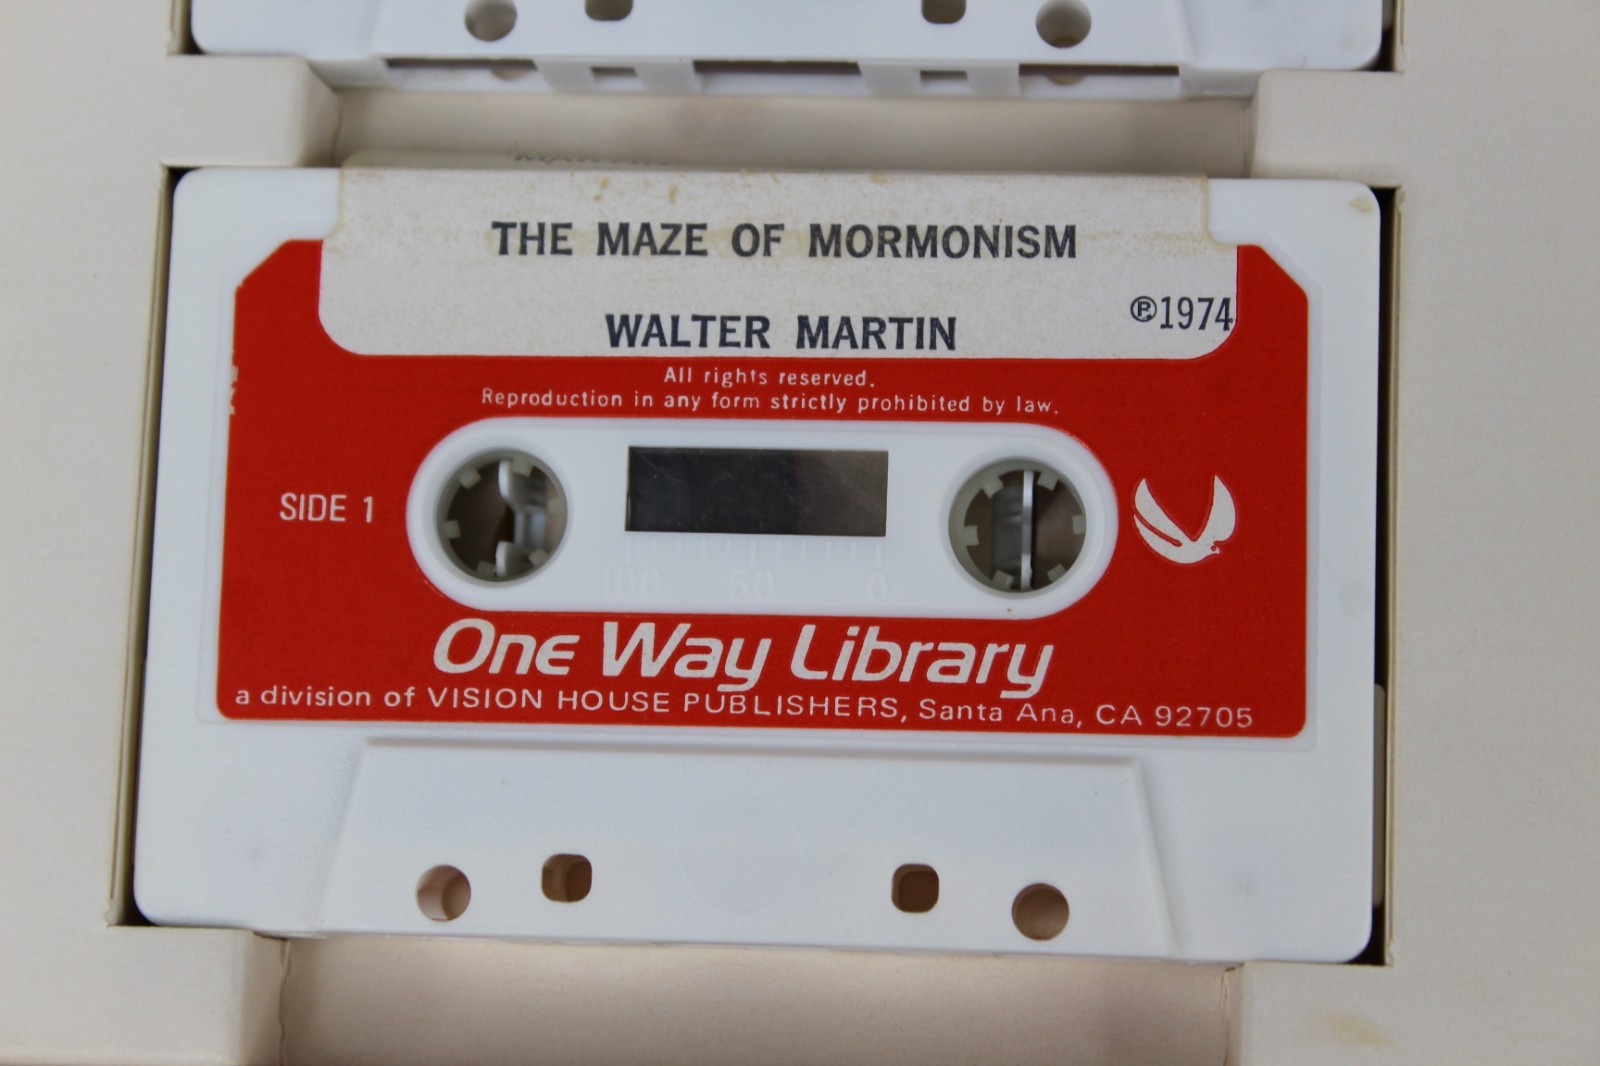 THE MAZE OF MORMONISM
WALTER MARTIN
℗1974
All rights reserved.
Reproduction in any form strictly prohibited by law.
SIDE 1
100 50 0
One Way Library
a division of VISION HOUSE PUBLISHERS, Santa Ana, CA 92705